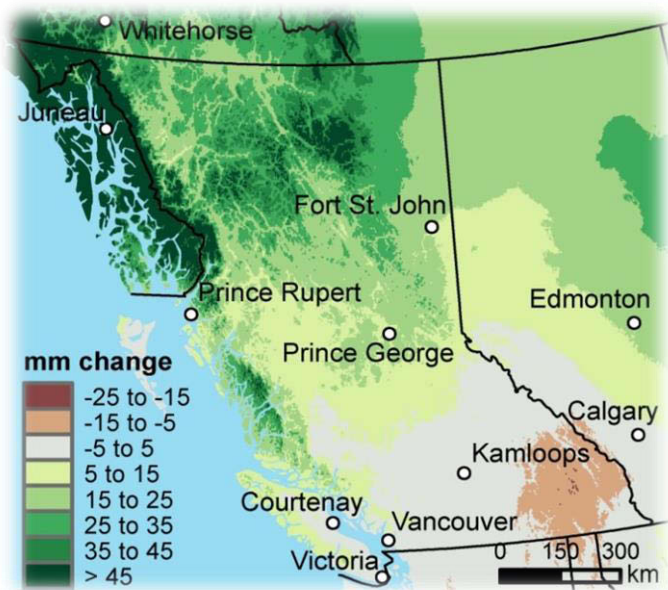 Whitehorse
Juneau
Fort St. John
Prince Rupert
Edmonton
Prince George
mm change
-25 to -15
-15 to -5
-5 to 5
5 to 15
15 to 25
25 to 35
35 to 45
> 45
Calgary
Kamloops
Courtenay
Vancouver
Victoria
0 150 300
km